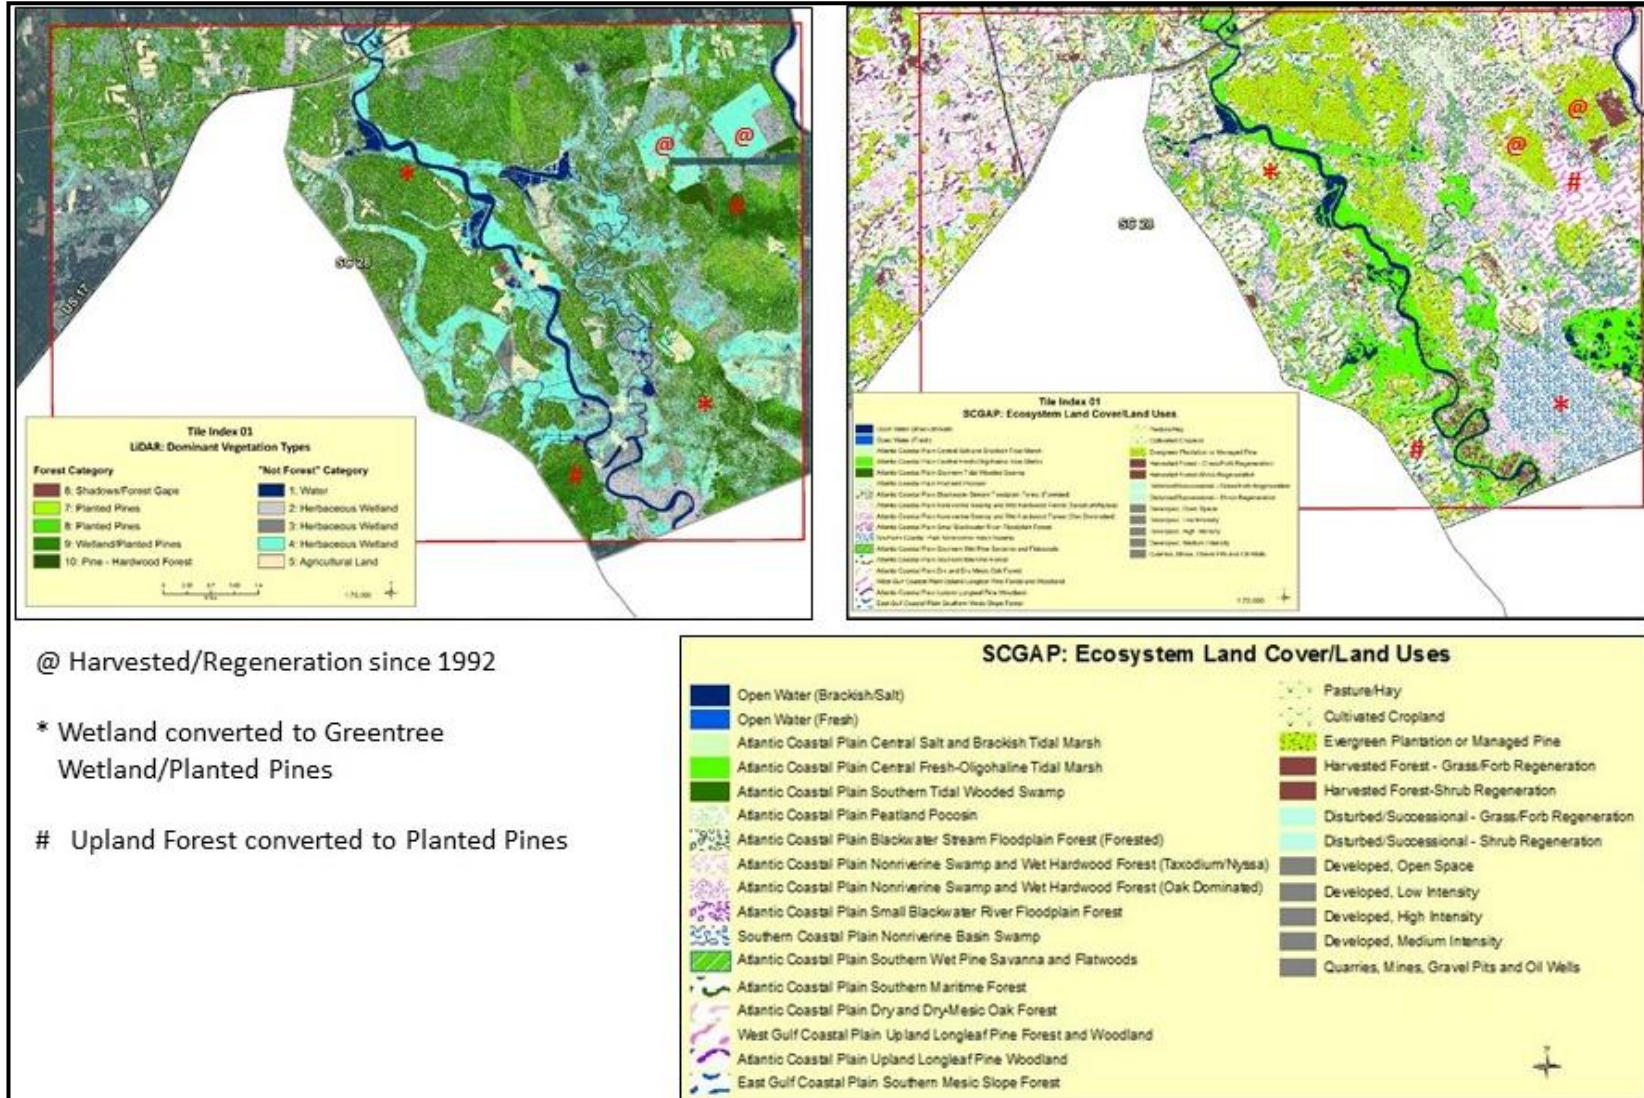 US 17
SC 28
@
@
*
#
*
#
Tile Index 01
LiDAR: Dominant Vegetation Types
Forest Category
"Not Forest" Category
6: Shadows/Forest Gaps
1: Water
7: Planted Pines
2: Herbaceous Wetland
8: Planted Pines
3: Herbaceous Wetland
9: Wetland/Planted Pines
4: Herbaceous Wetland
10: Pine - Hardwood Forest
5: Agricultural Land
@
@
#
*
SC 28
*
#
Tile Index 01
SCGAP: Ecosystem Land Cover/Land Uses
@ Harvested/Regeneration since 1992
* Wetland converted to Greentree
Wetland/Planted Pines
# Upland Forest converted to Planted Pines
SCGAP: Ecosystem Land Cover/Land Uses
Open Water (Brackish/Salt)
Open Water (Fresh)
Atlantic Coastal Plain Central Salt and Brackish Tidal Marsh
Atlantic Coastal Plain Central Fresh-Oligohaline Tidal Marsh
Atlantic Coastal Plain Southern Tidal Wooded Swamp
Atlantic Coastal Plain Peatland Pocosin
Atlantic Coastal Plain Blackwater Stream Floodplain Forest (Forested)
Atlantic Coastal Plain Nonriverine Swamp and Wet Hardwood Forest (Taxodium/Nyssa)
Atlantic Coastal Plain Nonriverine Swamp and Wet Hardwood Forest (Oak Dominated)
Atlantic Coastal Plain Small Blackwater River Floodplain Forest
Southern Coastal Plain Nonriverine Basin Swamp
Atlantic Coastal Plain Southern Wet Pine Savanna and Flatwoods
Atlantic Coastal Plain Southern Maritime Forest
Atlantic Coastal Plain Dry and Dry-Mesic Oak Forest
West Gulf Coastal Plain Upland Longleaf Pine Forest and Woodland
Atlantic Coastal Plain Upland Longleaf Pine Woodland
East Gulf Coastal Plain Southern Mesic Slope Forest
Pasture/Hay
Cultivated Cropland
Evergreen Plantation or Managed Pine
Harvested Forest - Grass/Forb Regeneration
Harvested Forest-Shrub Regeneration
Disturbed/Successional - Grass/Forb Regeneration
Disturbed/Successional - Shrub Regeneration
Developed, Open Space
Developed, Low Intensity
Developed, High Intensity
Developed, Medium Intensity
Quarries, Mines, Gravel Pits and Oil Wells